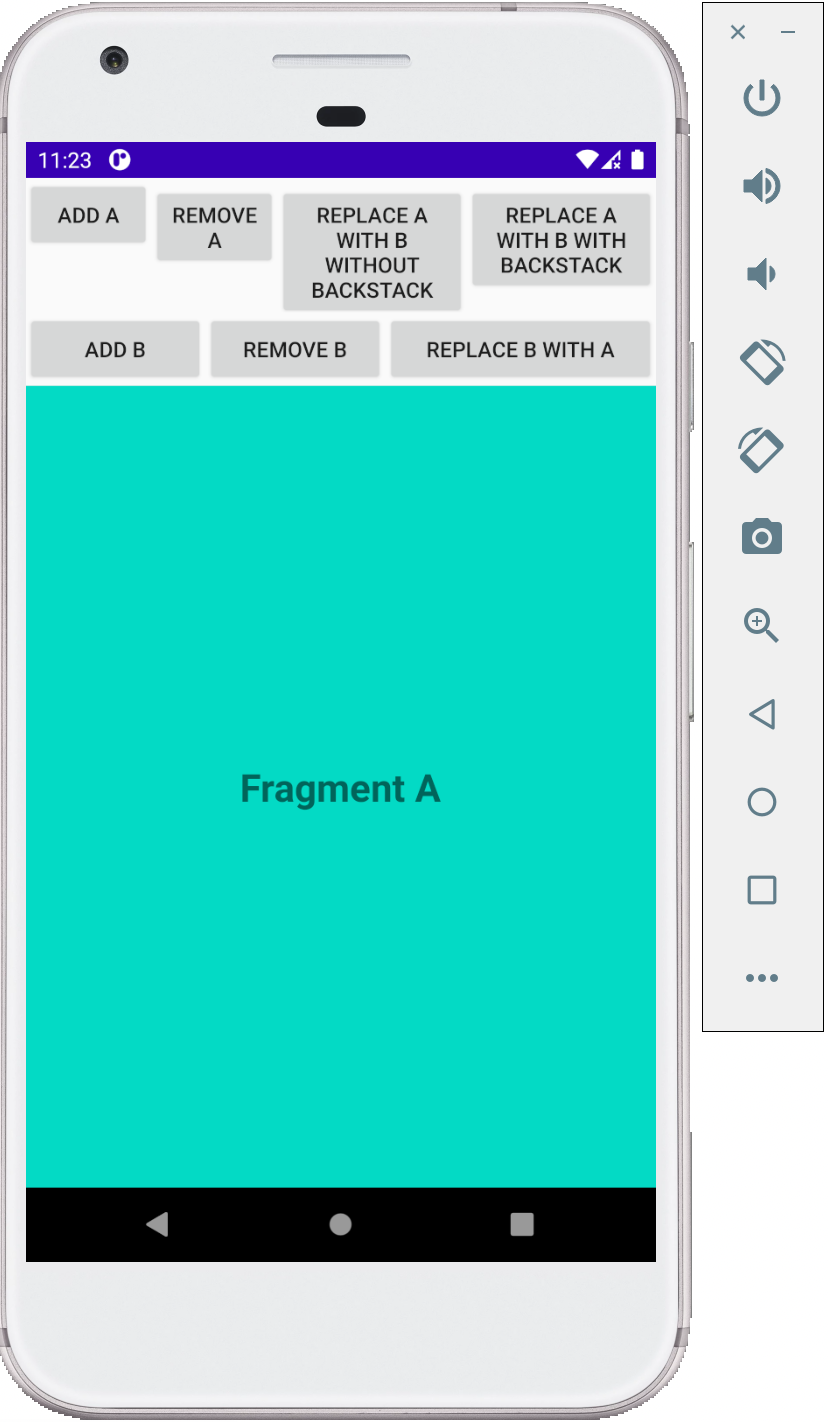 11:23
ADD A
REMOVE
A
REPLACE A
WITH B
WITHOUT
BACKSTACK
REPLACE A
WITH B WITH
BACKSTACK
ADD B
REMOVE B
REPLACE B WITH A
Fragment A